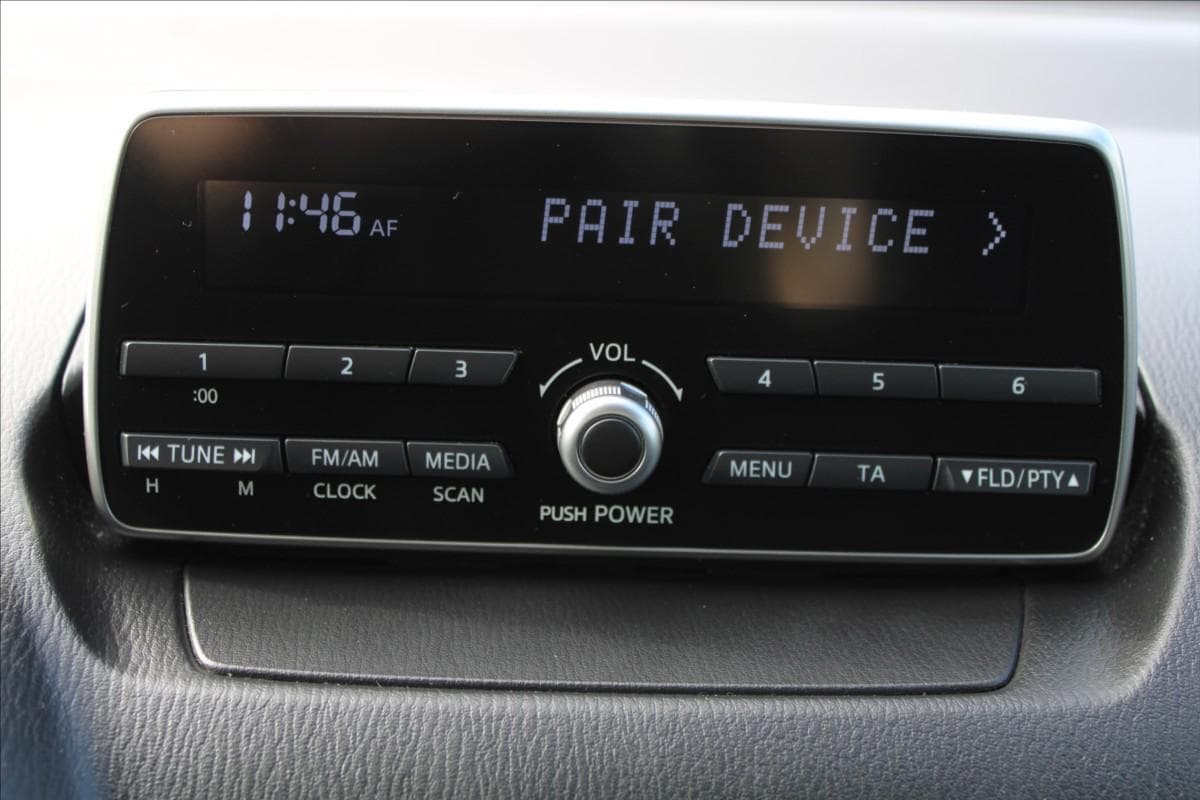 11:46 AF PAIR DEVICE >
VOL
1 2 3 4 5 6
:00
⏮ TUNE ⏭ FM/AM MEDIA MENU TA ▼FLD/PTY▲
H M CLOCK SCAN
PUSH POWER